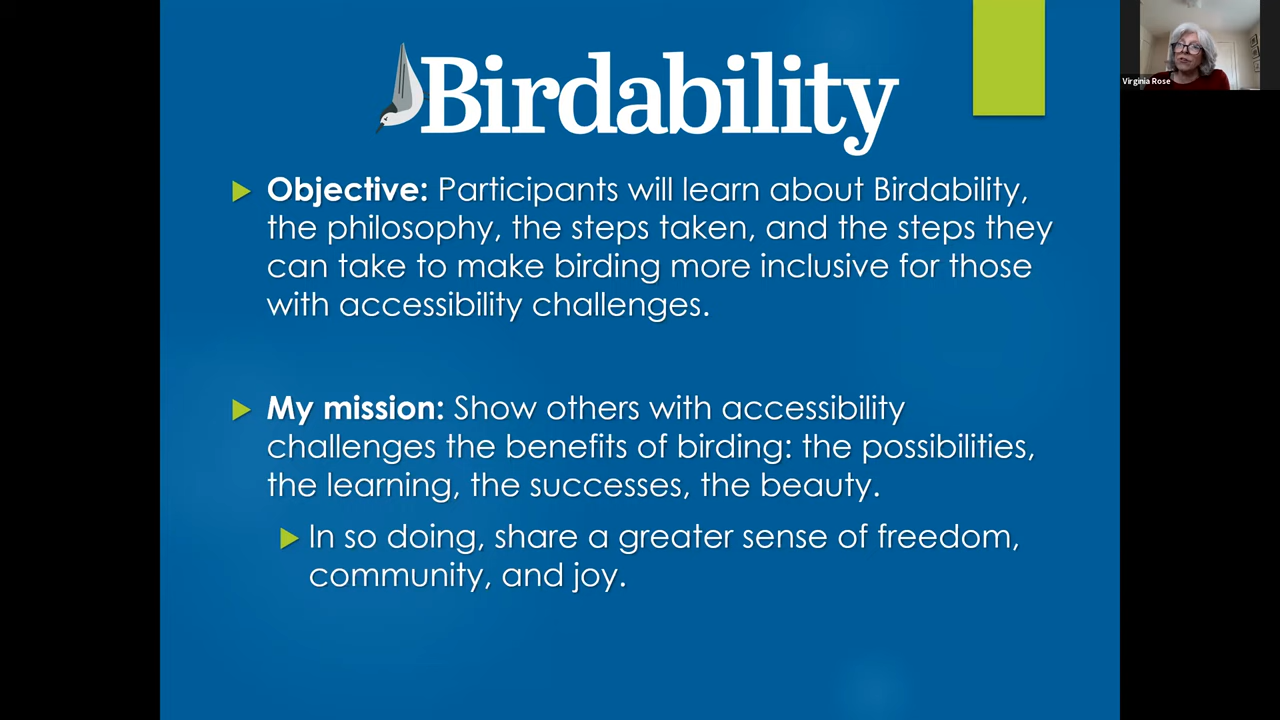 Birdability
Virginia Rose
Objective: Participants will learn about Birdability,
the philosophy, the steps taken, and the steps they
can take to make birding more inclusive for those
with accessibility challenges.
My mission: Show others with accessibility
challenges the benefits of birding: the possibilities,
the learning, the successes, the beauty.
In so doing, share a greater sense of freedom,
community, and joy.